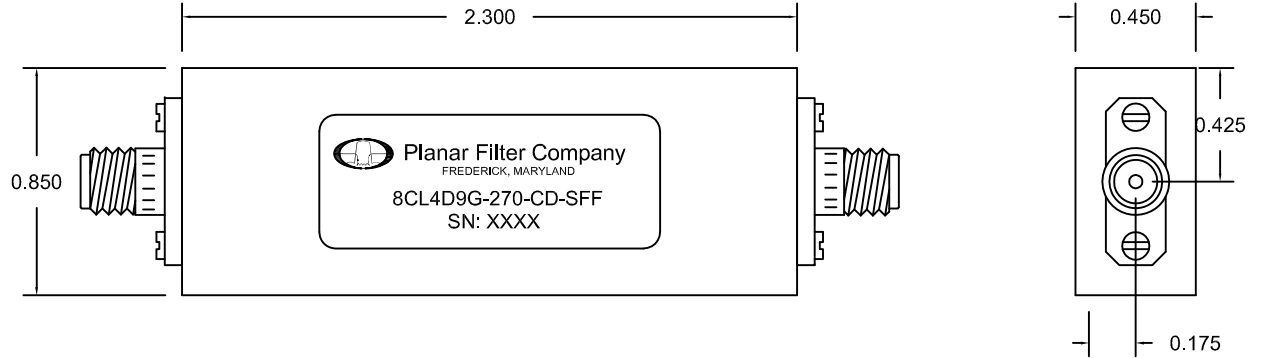 2.300
0.450
0.850
0.425
Planar Filter Company
FREDERICK, MARYLAND
8CL4D9G-270-CD-SFF
SN: XXXX
0.175